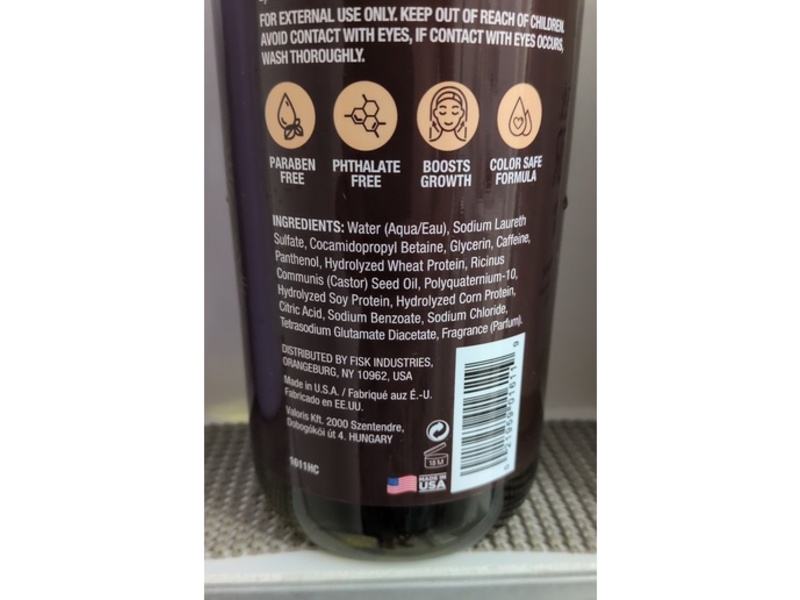 FOR EXTERNAL USE ONLY. KEEP OUT OF REACH OF CHILDREN.
AVOID CONTACT WITH EYES, IF CONTACT WITH EYES OCCURS,
WASH THOROUGHLY.
PARABEN FREE
PHTHALATE FREE
BOOSTS GROWTH
COLOR SAFE FORMULA
INGREDIENTS: Water (Aqua/Eau), Sodium Laureth
Sulfate, Cocamidopropyl Betaine, Glycerin, Caffeine,
Panthenol, Hydrolyzed Wheat Protein, Ricinus
Communis (Castor) Seed Oil, Polyquaternium-10,
Hydrolyzed Soy Protein, Hydrolyzed Corn Protein,
Citric Acid, Sodium Benzoate, Sodium Chloride,
Tetrasodium Glutamate Diacetate, Fragrance (Parfum).
DISTRIBUTED BY FISK INDUSTRIES,
ORANGEBURG, NY 10962, USA
Made in U.S.A. / Fabriqué auz É.-U.
Fabricado en EE.UU.
Valoris Kft. 2000 Szentendre,
Dobogóköi út 4. HUNGARY
1611HC
18 M
MADE IN
USA